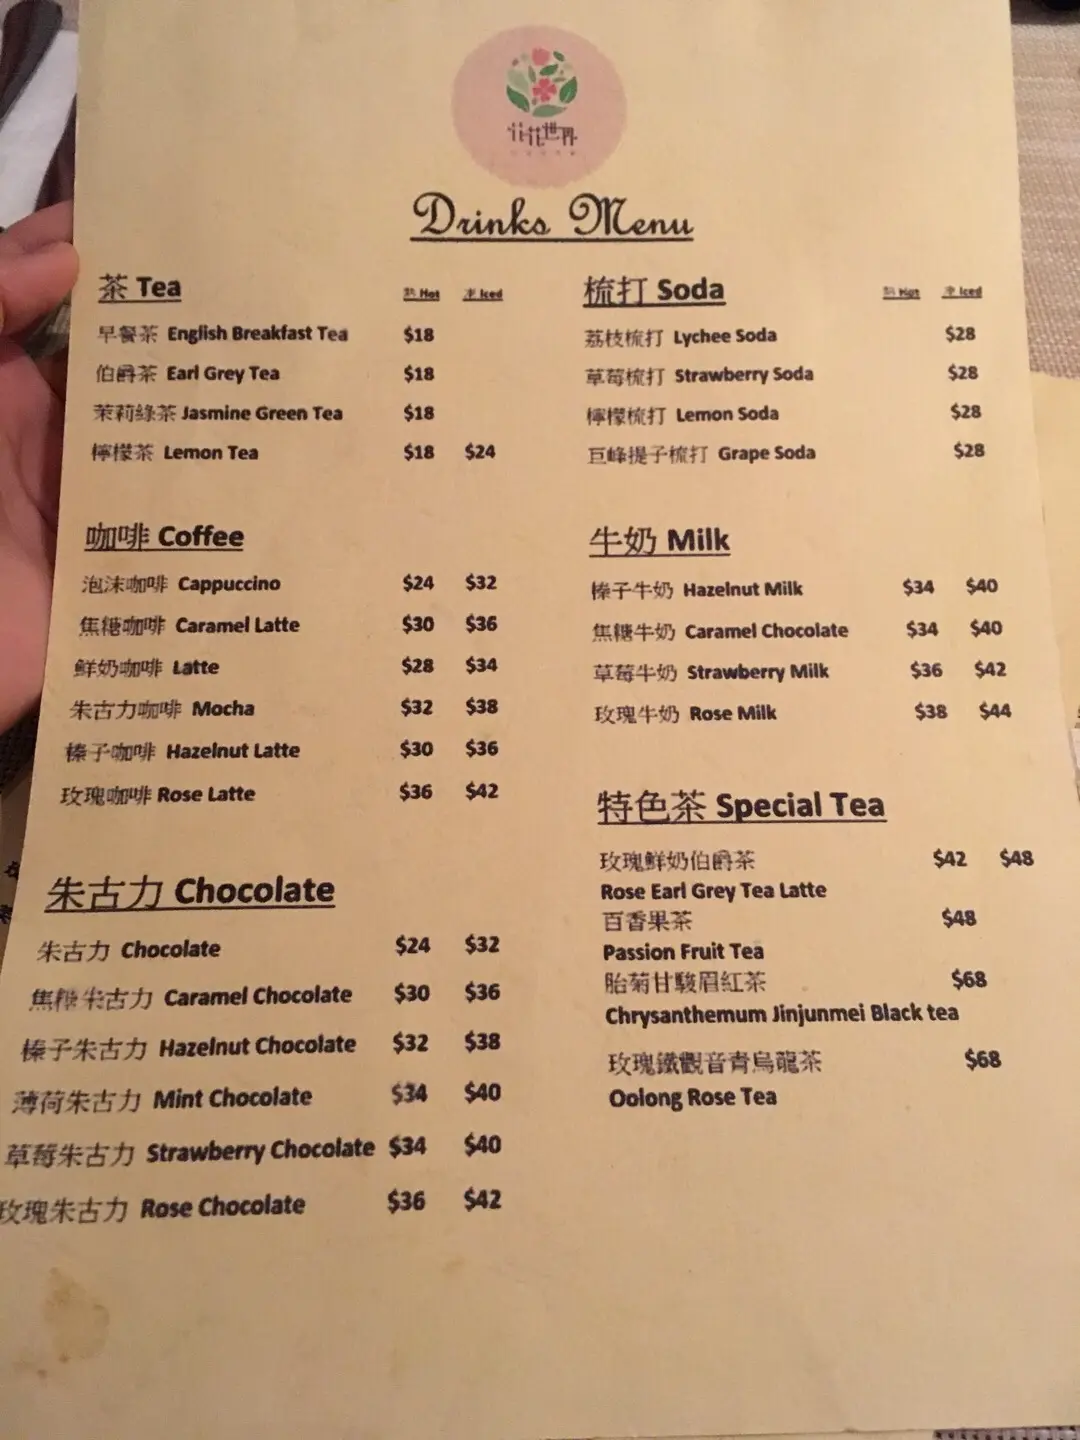 花花世界
Drinks Menu
茶 Tea 熱 Hot 凍 Iced
早餐茶 English Breakfast Tea $18
伯爵茶 Earl Grey Tea $18
茉莉綠茶 Jasmine Green Tea $18
檸檬茶 Lemon Tea $18 $24
咖啡 Coffee
泡沫咖啡 Cappuccino $24 $32
焦糖咖啡 Caramel Latte $30 $36
鮮奶咖啡 Latte $28 $34
朱古力咖啡 Mocha $32 $38
榛子咖啡 Hazelnut Latte $30 $36
玫瑰咖啡 Rose Latte $36 $42
朱古力 Chocolate
朱古力 Chocolate $24 $32
焦糖朱古力 Caramel Chocolate $30 $36
榛子朱古力 Hazelnut Chocolate $32 $38
薄荷朱古力 Mint Chocolate $34 $40
草莓朱古力 Strawberry Chocolate $34 $40
玫瑰朱古力 Rose Chocolate $36 $42
梳打 Soda 熱 Hot 凍 Iced
荔枝梳打 Lychee Soda $28
草莓梳打 Strawberry Soda $28
檸檬梳打 Lemon Soda $28
巨峰提子梳打 Grape Soda $28
牛奶 Milk
榛子牛奶 Hazelnut Milk $34 $40
焦糖牛奶 Caramel Chocolate $34 $40
草莓牛奶 Strawberry Milk $36 $42
玫瑰牛奶 Rose Milk $38 $44
特色茶 Special Tea
玫瑰鮮奶伯爵茶 $42 $48
Rose Earl Grey Tea Latte
百香果茶 $48
Passion Fruit Tea
胎菊甘駿眉紅茶 $68
Chrysanthemum Jinjunmei Black tea
玫瑰鐵觀音青烏龍茶 $68
Oolong Rose Tea